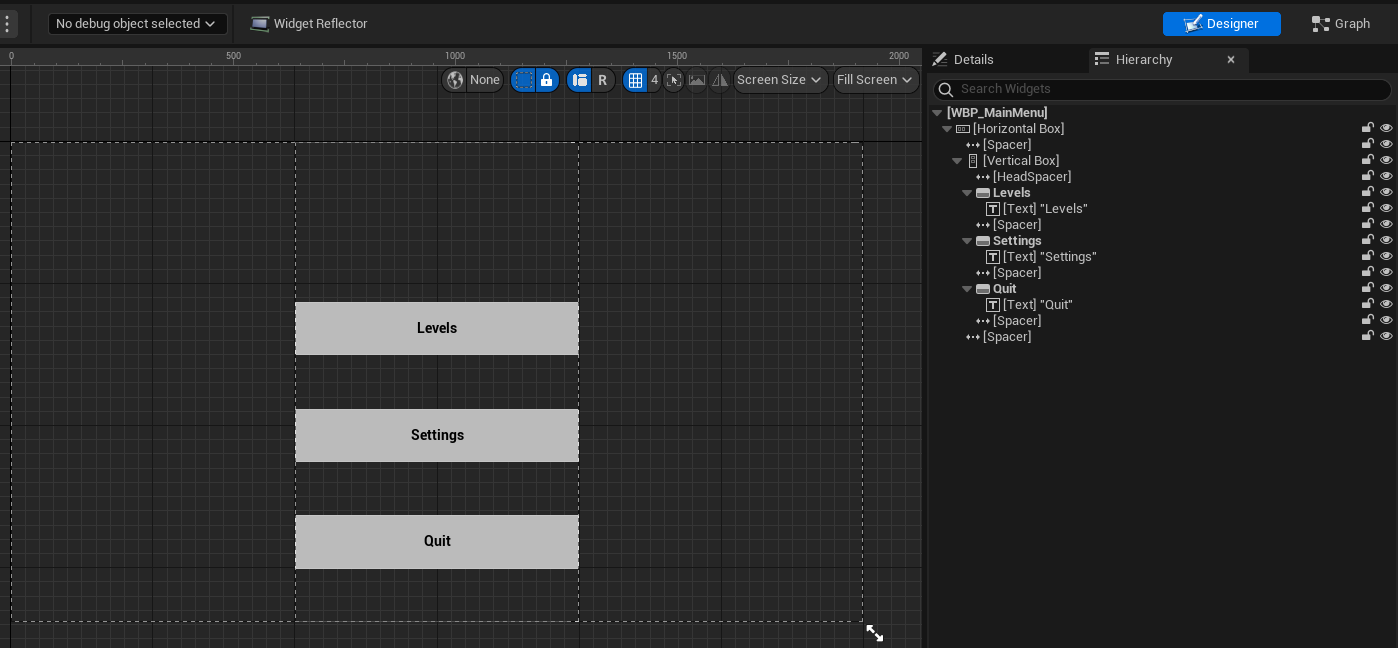 No debug object selected
Widget Reflector
Designer
Graph
0 500 1000 1500 2000
None
R
4
Screen Size
Fill Screen
Levels
Settings
Quit
Details
Hierarchy
Search Widgets
[WBP_MainMenu]
[Horizontal Box]
[Spacer]
[Vertical Box]
[HeadSpacer]
Levels
[Text] "Levels"
[Spacer]
Settings
[Text] "Settings"
[Spacer]
Quit
[Text] "Quit"
[Spacer]
[Spacer]